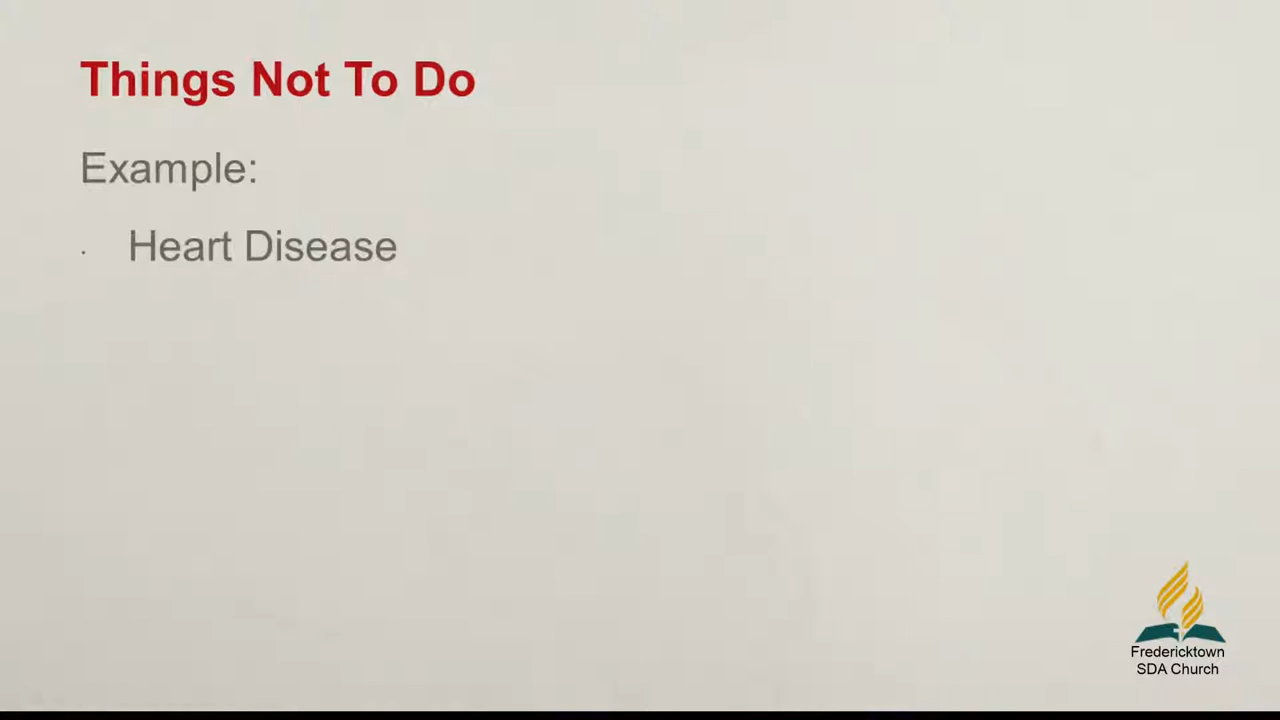 Things Not To Do
Example:
· Heart Disease
Fredericktown
SDA Church